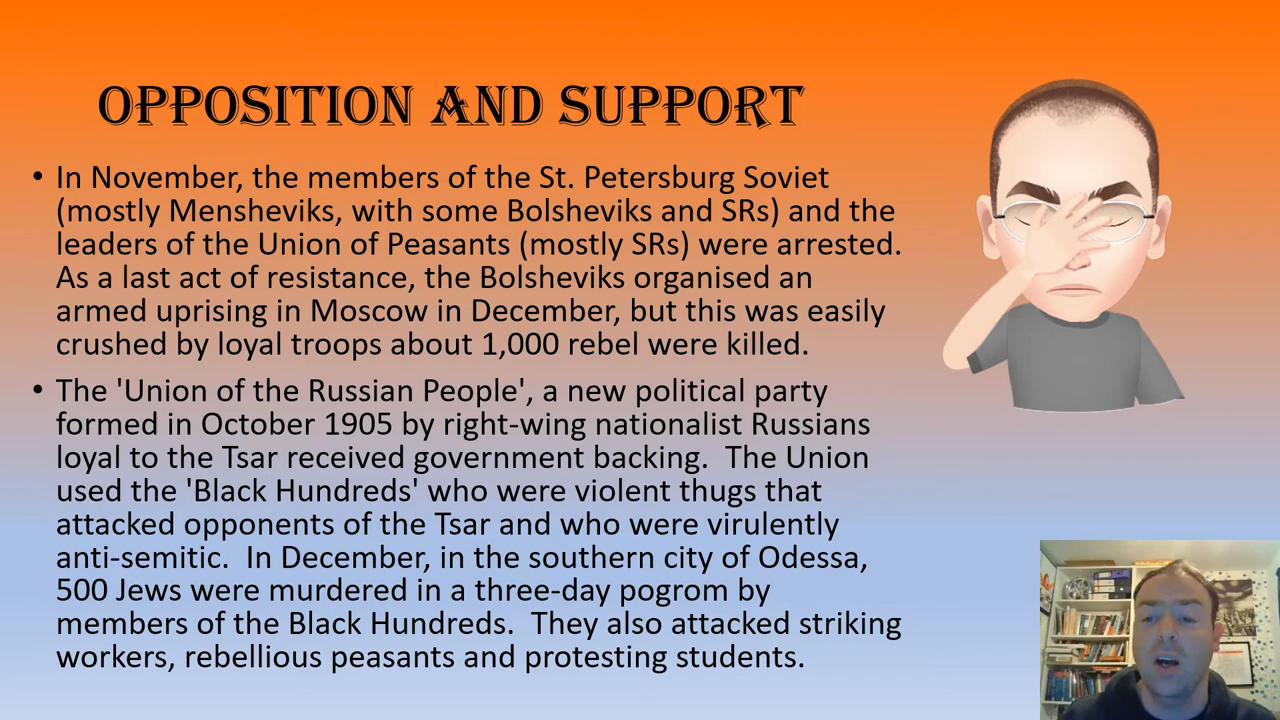 OPPOSITION AND SUPPORT
• In November, the members of the St. Petersburg Soviet
(mostly Mensheviks, with some Bolsheviks and SRs) and the
leaders of the Union of Peasants (mostly SRs) were arrested.
As a last act of resistance, the Bolsheviks organised an
armed uprising in Moscow in December, but this was easily
crushed by loyal troops about 1,000 rebel were killed.
• The 'Union of the Russian People', a new political party
formed in October 1905 by right-wing nationalist Russians
loyal to the Tsar received government backing.  The Union
used the 'Black Hundreds' who were violent thugs that
attacked opponents of the Tsar and who were virulently
anti-semitic.  In December, in the southern city of Odessa,
500 Jews were murdered in a three-day pogrom by
members of the Black Hundreds.  They also attacked striking
workers, rebellious peasants and protesting students.